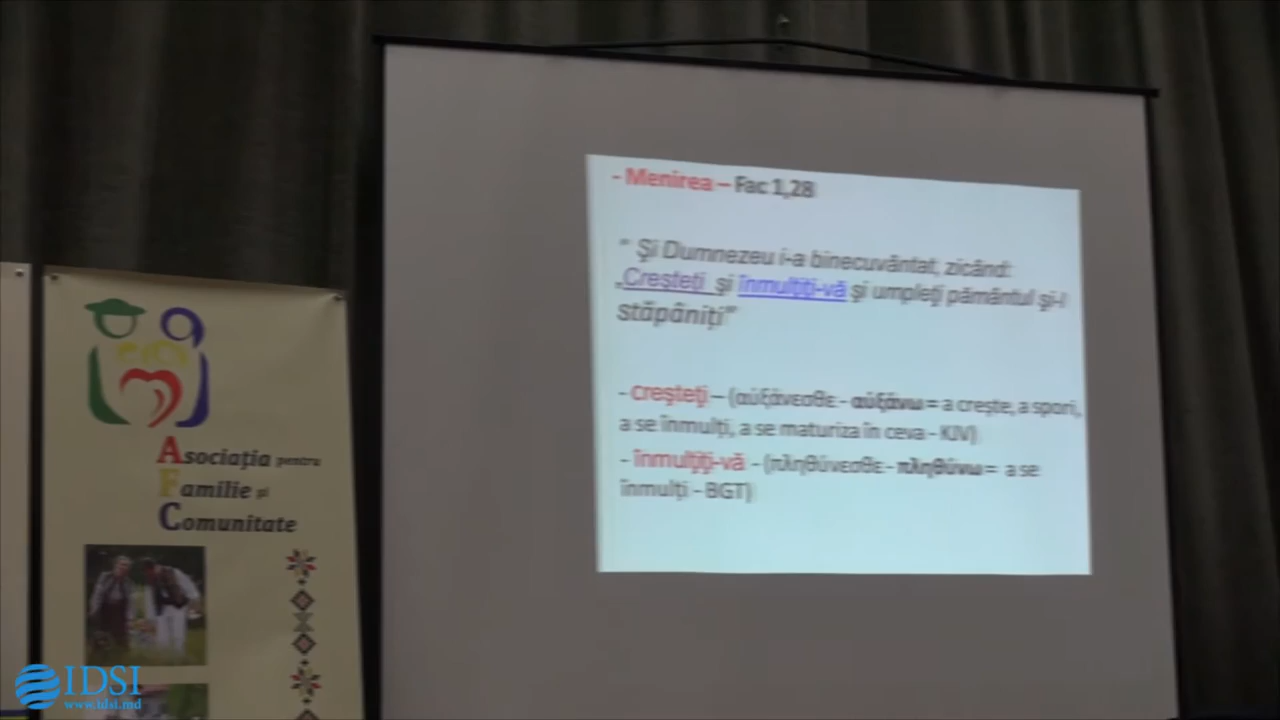 - Menirea – Fac 1,28
“ Şi Dumnezeu i-a binecuvântat, zicând:
„Creşteţi şi înmulţiţi-vă şi umpleţi pământul şi-l
stăpâniţi”
- creşteţi – (αὐξάνεσθε - αὐξάνω = a creşte, a spori,
a se înmulţi, a se maturiza în ceva - KJV)
- înmulţiţi-vă - (πληθύνεσθε - πληθύνω = a se
înmulţi - BGT)
Asociaţia pentru
Familie şi
Comunitate
IDSI
www.idsi.md